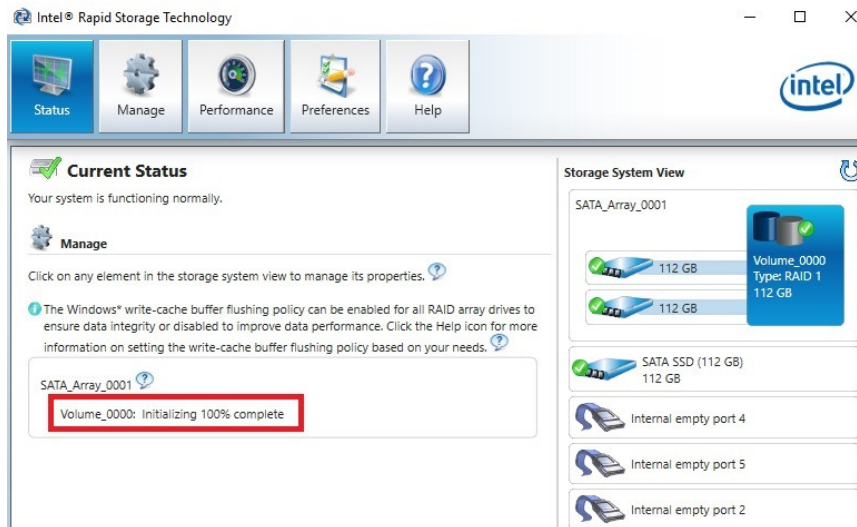 Intel® Rapid Storage Technology
Status
Manage
Performance
Preferences
Help
intel
Current Status
Your system is functioning normally.
Manage
Click on any element in the storage system view to manage its properties.
The Windows* write-cache buffer flushing policy can be enabled for all RAID array drives to
ensure data integrity or disabled to improve data performance. Click the Help icon for more
information on setting the write-cache buffer flushing policy based on your needs.
SATA_Array_0001
Volume_0000: Initializing 100% complete
Storage System View
SATA_Array_0001
112 GB
112 GB
Volume_0000
Type: RAID 1
112 GB
SATA SSD (112 GB)
112 GB
Internal empty port 4
Internal empty port 5
Internal empty port 2